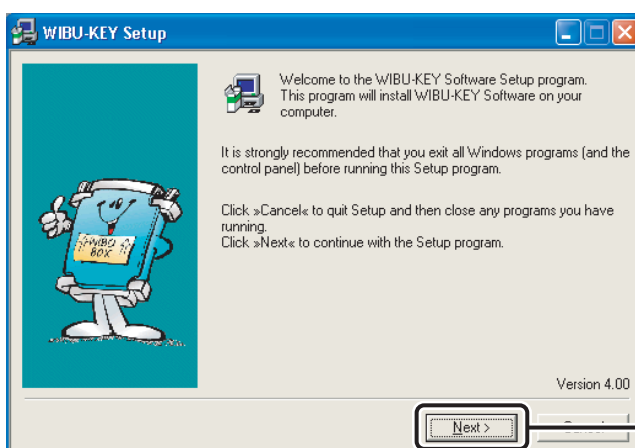 WIBU-KEY Setup
Welcome to the WIBU-KEY Software Setup program.
This program will install WIBU-KEY Software on your
computer.
It is strongly recommended that you exit all Windows programs (and the
control panel) before running this Setup program.
Click »Cancel« to quit Setup and then close any programs you have
running.
Click »Next« to continue with the Setup program.
WIBU
BOX
Version 4.00
Next >